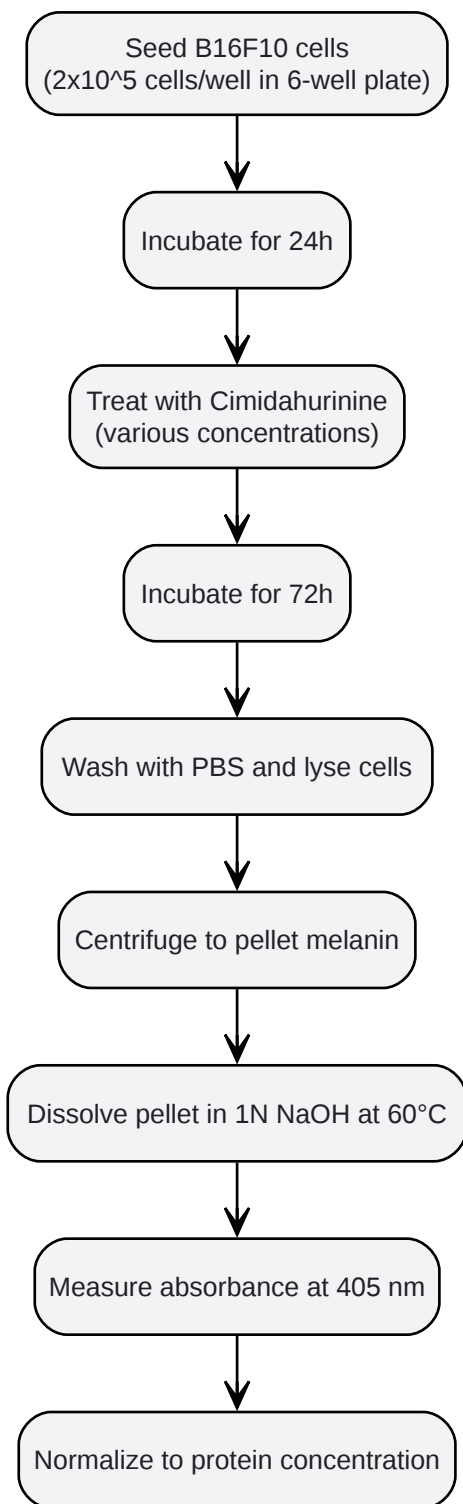 Seed B16F10 cells
(2x10^5 cells/well in 6-well plate)
Incubate for 24h
Treat with Cimidahurinine
(various concentrations)
Incubate for 72h
Wash with PBS and lyse cells
Centrifuge to pellet melanin
Dissolve pellet in 1N NaOH at 60°C
Measure absorbance at 405 nm
Normalize to protein concentration